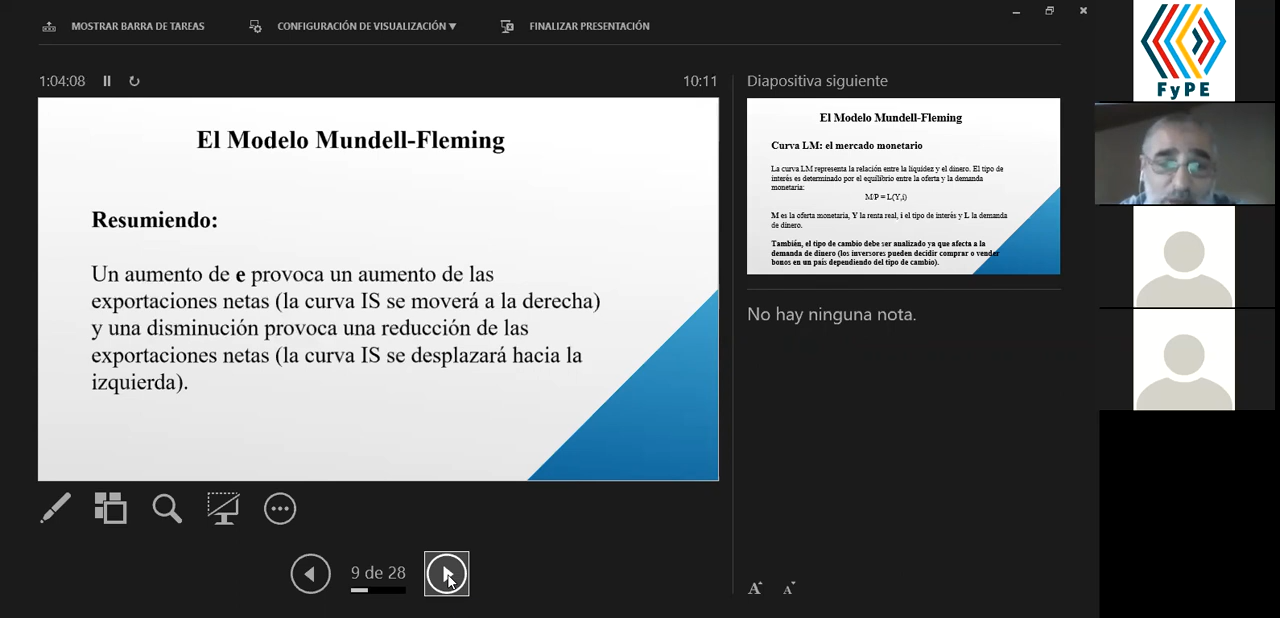 MOSTRAR BARRA DE TAREAS
CONFIGURACIÓN DE VISUALIZACIÓN ▼
FINALIZAR PRESENTACIÓN
1:04:08
10:11
El Modelo Mundell-Fleming
Resumiendo:
Un aumento de e provoca un aumento de las
exportaciones netas (la curva IS se moverá a la derecha)
y una disminución provoca una reducción de las
exportaciones netas (la curva IS se desplazará hacia la
izquierda).
9 de 28
Diapositiva siguiente
El Modelo Mundell-Fleming
Curva LM: el mercado monetario
La curva LM representa la relación entre la liquidez y el dinero. El tipo de
interés es determinado por el equilibrio entre la oferta y la demanda
monetaria:
M/P = L(Y,i)
M es la oferta monetaria, Y la renta real, i el tipo de interés y L la demanda
de dinero.
También, el tipo de cambio debe ser analizado ya que afecta a la
demanda de dinero (los inversores pueden decidir comprar o vender
bonos en un país dependiendo del tipo de cambio).
No hay ninguna nota.
A A
FyPE